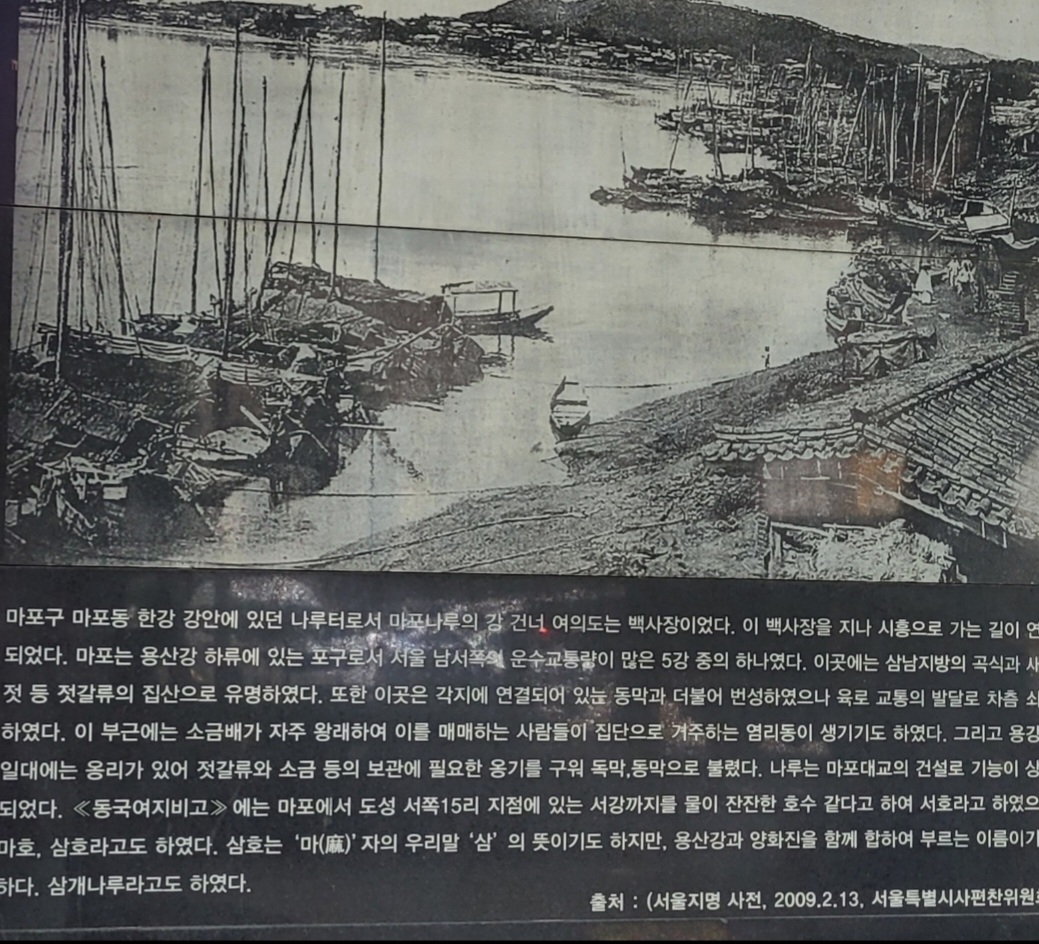 마포구 마포동 한강 강안에 있던 나루터로서 마포나루의 강 건너 여의도는 백사장이었다. 이 백사장을 지나 시흥으로 가는 길이 연
되었다. 마포는 용산강 하류에 있는 포구로서 서울 남서쪽의 운수교통량이 많은 5강 중의 하나였다. 이곳에는 삼남지방의 곡식과 새
젓 등 젓갈류의 집산으로 유명하였다. 또한 이곳은 각지에 연결되어 있는 동막과 더불어 번성하였으나 육로 교통의 발달로 차츰 쇠
하였다. 이 부근에는 소금배가 자주 왕래하여 이를 매매하는 사람들이 집단으로 겨주하는 염리동이 생기기도 하였다. 그리고 용강
일대에는 옹리가 있어 젓갈류와 소금 등의 보관에 필요한 옹기를 구워 독막,동막으로 불렸다. 나루는 마포대교의 건설로 기능이 상
되었다. 《동국여지비고》에는 마포에서 도성 서쪽15리 지점에 있는 서강까지를 물이 잔잔한 호수 같다고 하여 서호라고 하였으
마호, 삼호라고도 하였다. 삼호는 ‘마(麻)’자의 우리말 ‘삼’ 의 뜻이기도 하지만, 용산강과 양화진을 함께 합하여 부르는 이름이기
하다. 삼개나루라고도 하였다.
출처 : (서울지명 사전, 2009.2.13, 서울특별시사편찬위원회